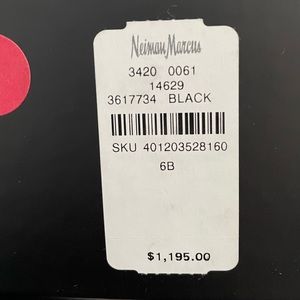 Neiman Marcus
3420 0061
14629
3617734 BLACK
SKU 401203528160
6B
$1,195.00